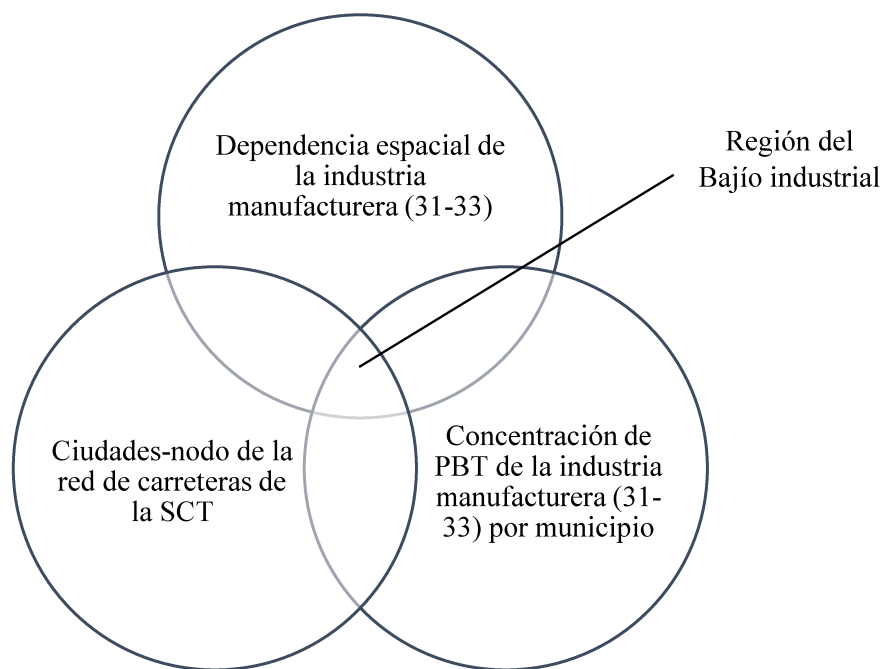 Dependencia espacial de
la industria
manufacturera (31-33)
Región del
Bajío industrial
Ciudades-nodo de la
red de carreteras de
la SCT
Concentración de
PBT de la industria
manufacturera (31-
33) por municipio